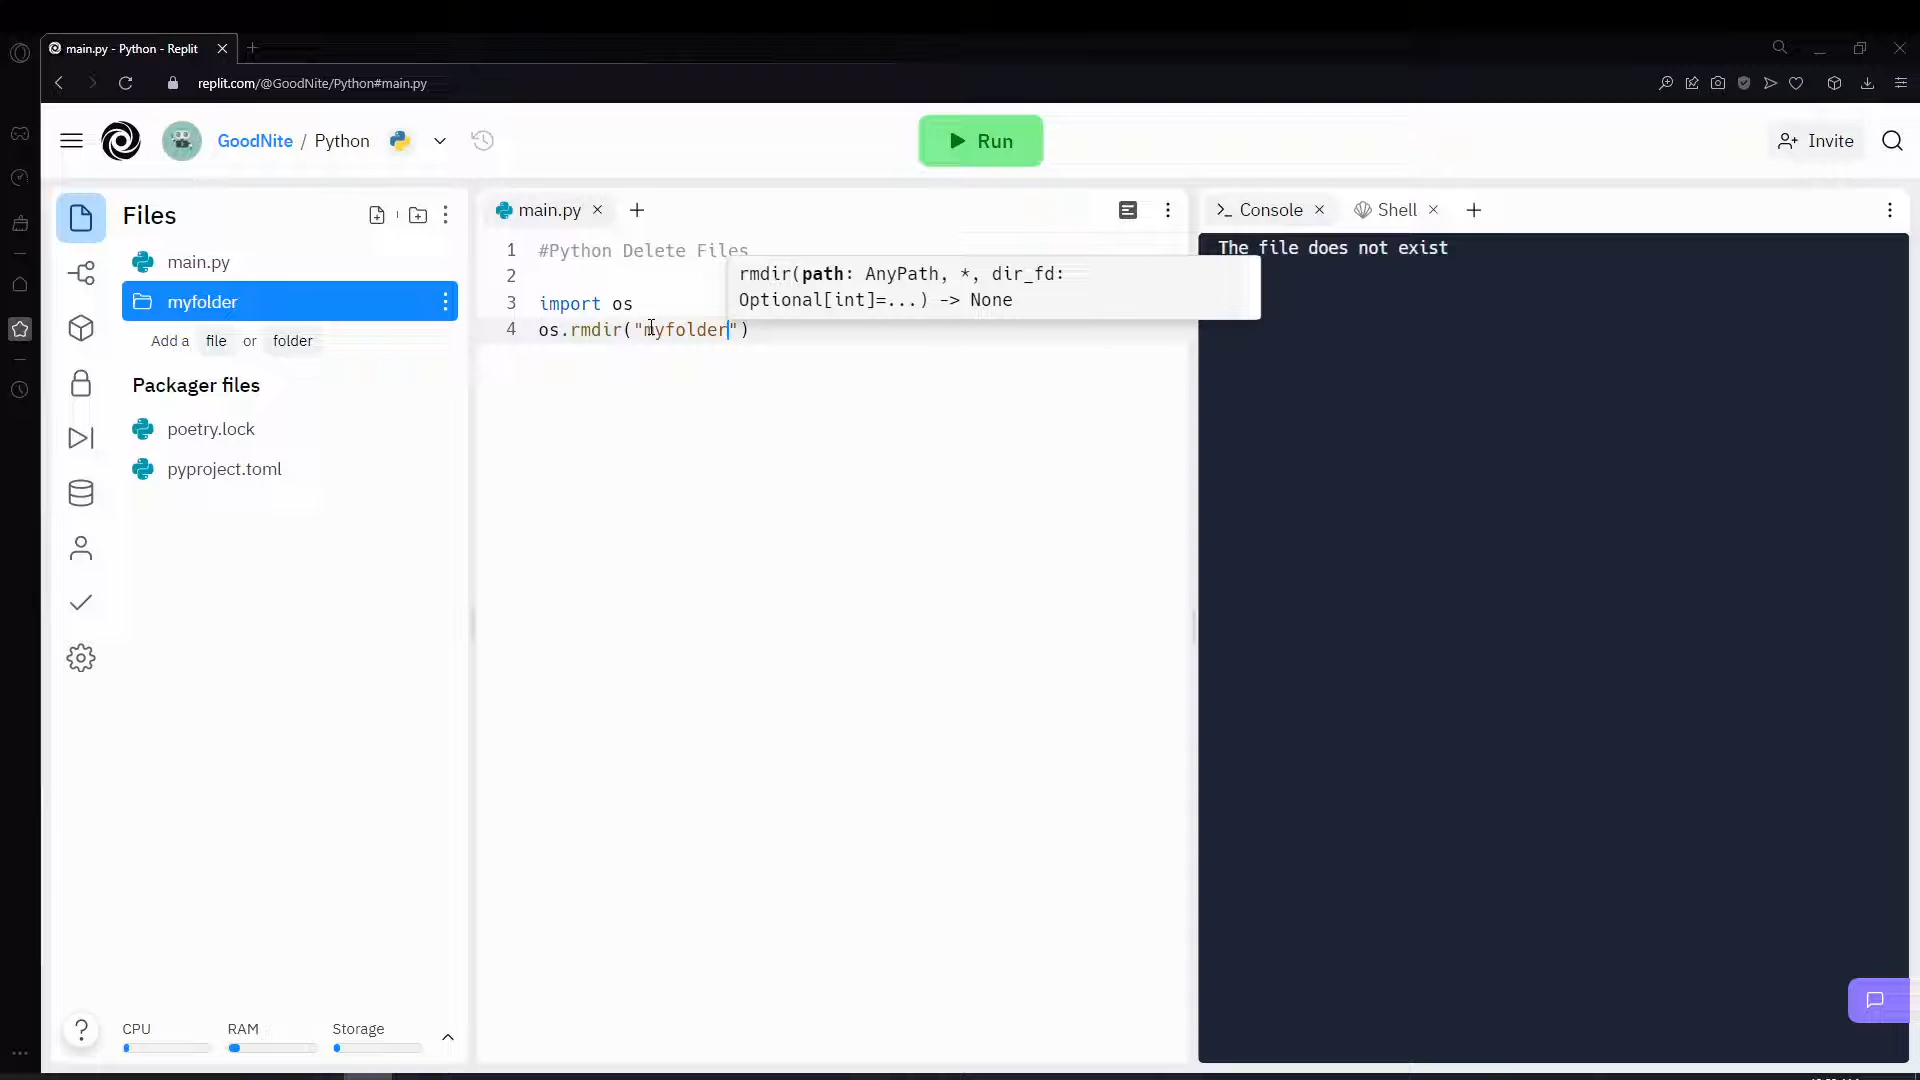 main.py - Python - Replit
replit.com/@GoodNite/Python#main.py
GoodNite / Python
Run
Invite
Files
main.py
myfolder
Add a file or folder
Packager files
poetry.lock
pyproject.toml
CPU
RAM
Storage
main.py
1 #Python Delete Files
2
3 import os
4 os.rmdir("myfolder")
rmdir(path: AnyPath, *, dir_fd:
Optional[int]=...) -> None
Console
Shell
The file does not exist